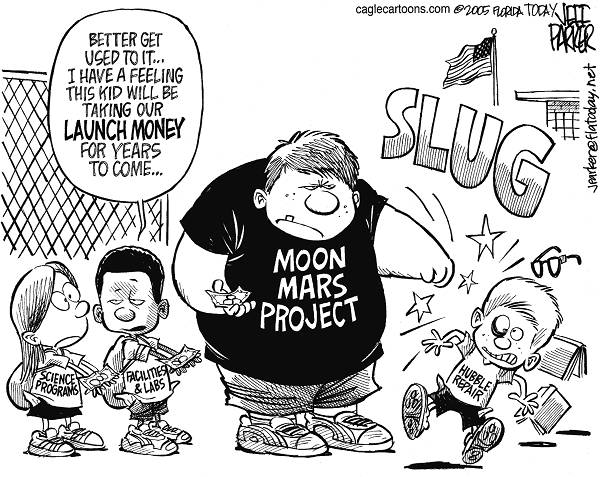 caglecartoons.com ©2005 FLORIDA TODAY
JEFF
PARKER
jparker@flatoday.net
BETTER GET
USED TO IT...
I HAVE A FEELING
THIS KID WILL BE
TAKING OUR
LAUNCH MONEY
FOR YEARS
TO COME...
SLUG
MOON
MARS
PROJECT
SCIENCE
PROGRAMS
FACILITIES
& LABS
HUBBLE
REPAIR